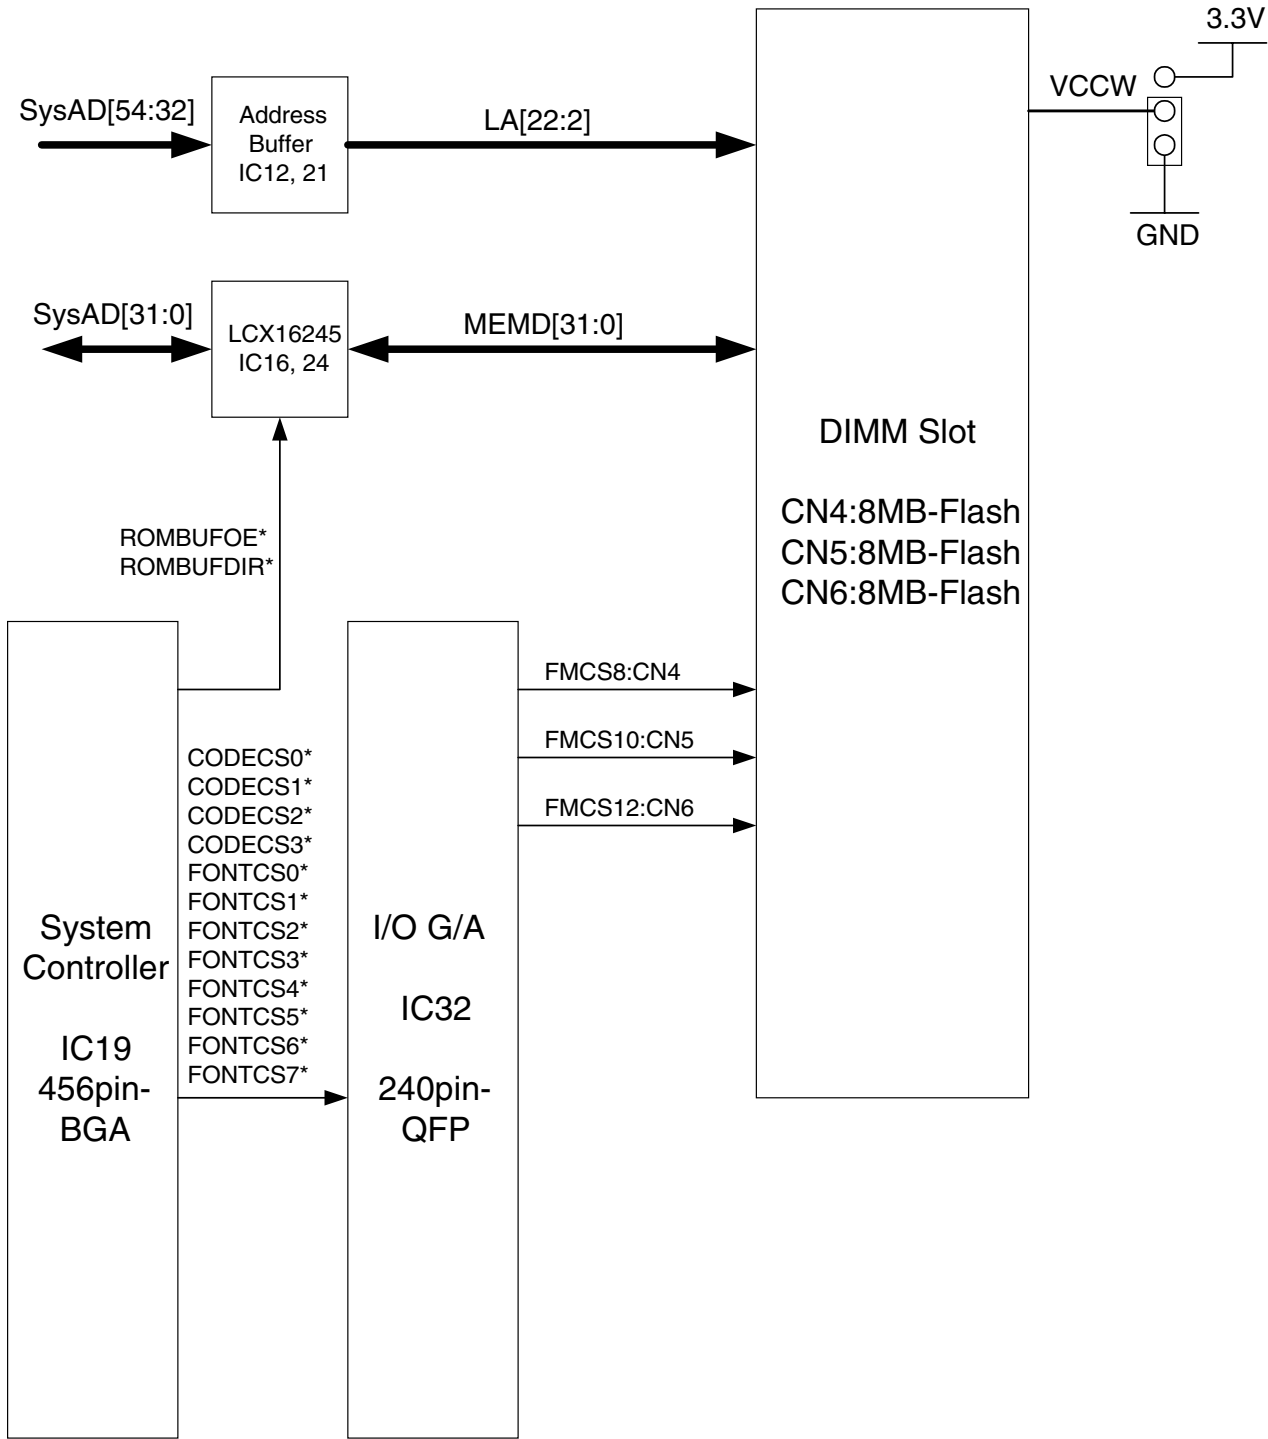 3.3V
VCCW
SysAD[54:32]
Address
Buffer
IC12, 21
LA[22:2]
GND
SysAD[31:0]
LCX16245
IC16, 24
MEMD[31:0]
DIMM Slot
CN4:8MB-Flash
CN5:8MB-Flash
CN6:8MB-Flash
ROMBUFOE*
ROMBUFDIR*
FMCS8:CN4
FMCS10:CN5
FMCS12:CN6
CODECS0*
CODECS1*
CODECS2*
CODECS3*
FONTCS0*
FONTCS1*
FONTCS2*
FONTCS3*
FONTCS4*
FONTCS5*
FONTCS6*
FONTCS7*
System
Controller
IC19
456pin-
BGA
I/O G/A
IC32
240pin-
QFP